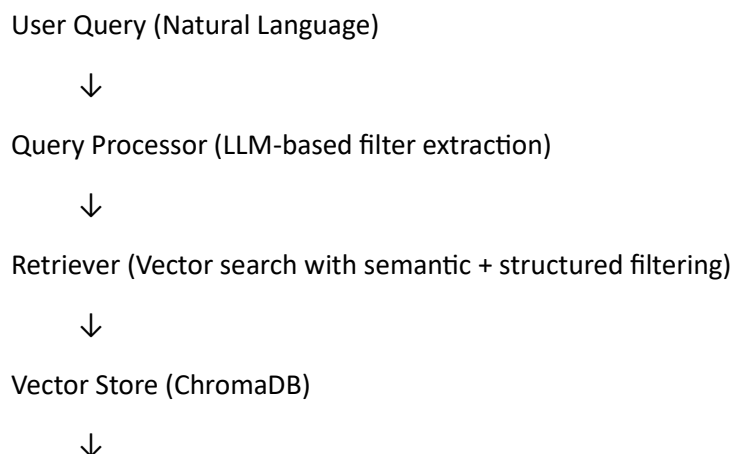 User Query (Natural Language)
↓
Query Processor (LLM-based filter extraction)
↓
Retriever (Vector search with semantic + structured filtering)
↓
Vector Store (ChromaDB)
↓